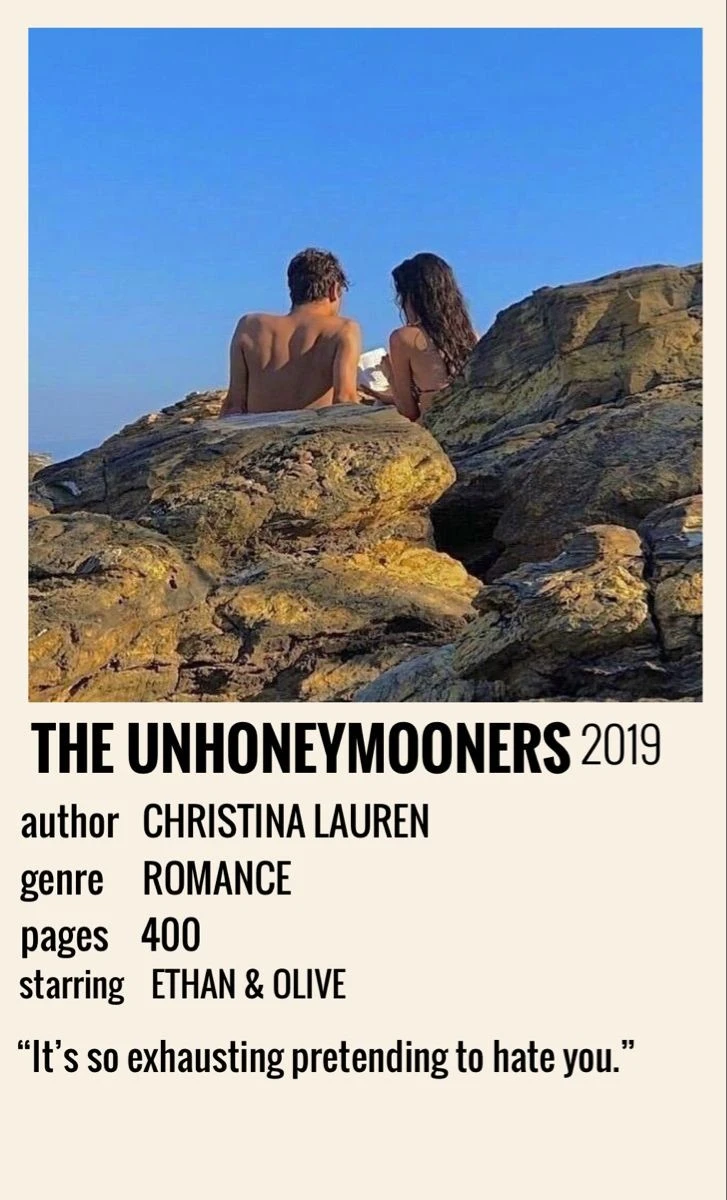 THE UNHONEYMOONERS 2019
author CHRISTINA LAUREN
genre ROMANCE
pages 400
starring ETHAN & OLIVE
“It’s so exhausting pretending to hate you.”